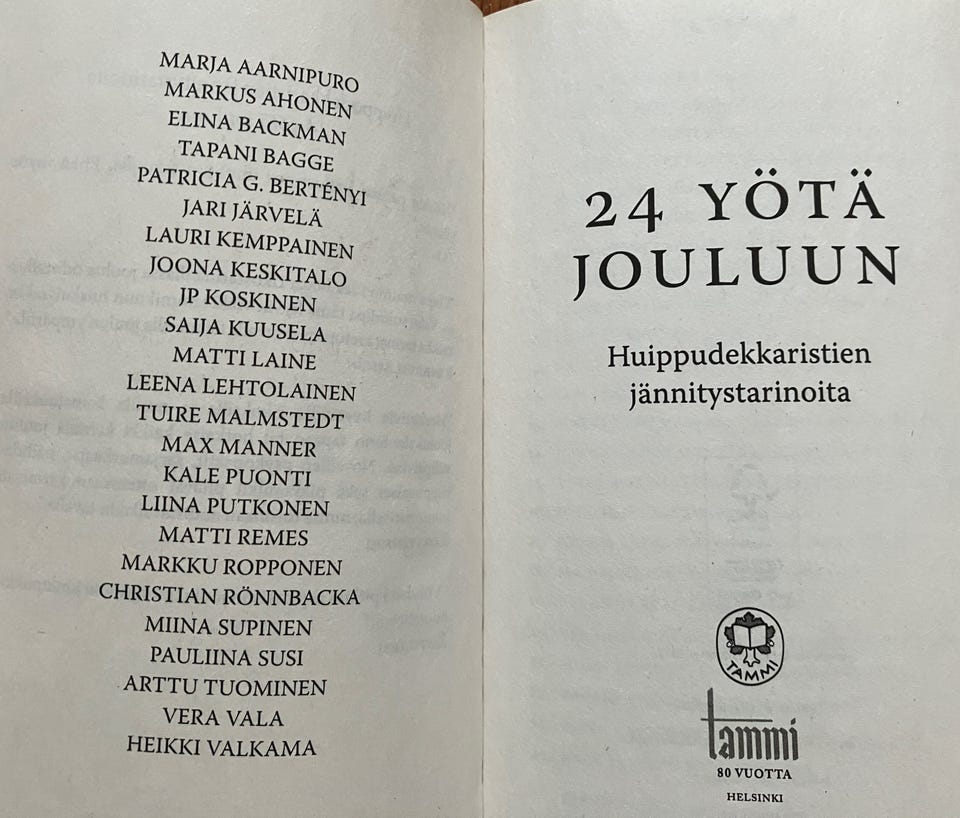 MARJA AARNIPURO
MARKUS AHONEN
ELINA BACKMAN
TAPANI BAGGE
PATRICIA G. BERTÉNYI
JARI JÄRVELÄ
LAURI KEMPPAINEN
JOONA KESKITALO
JP KOSKINEN
SAIJA KUUSELA
MATTI LAINE
LEENA LEHTOLAINEN
TUIRE MALMSTEDT
MAX MANNER
KALE PUONTI
LIINA PUTKONEN
MATTI REMES
MARKKU ROPPONEN
CHRISTIAN RÖNNBACKA
MIINA SUPINEN
PAULIINA SUSI
ARTTU TUOMINEN
VERA VALA
HEIKKI VALKAMA
24 YÖTÄ
JOULUUN
Huippudekkaristien
jännitystarinoita
TAMMI
tammi
80 VUOTTA
HELSINKI